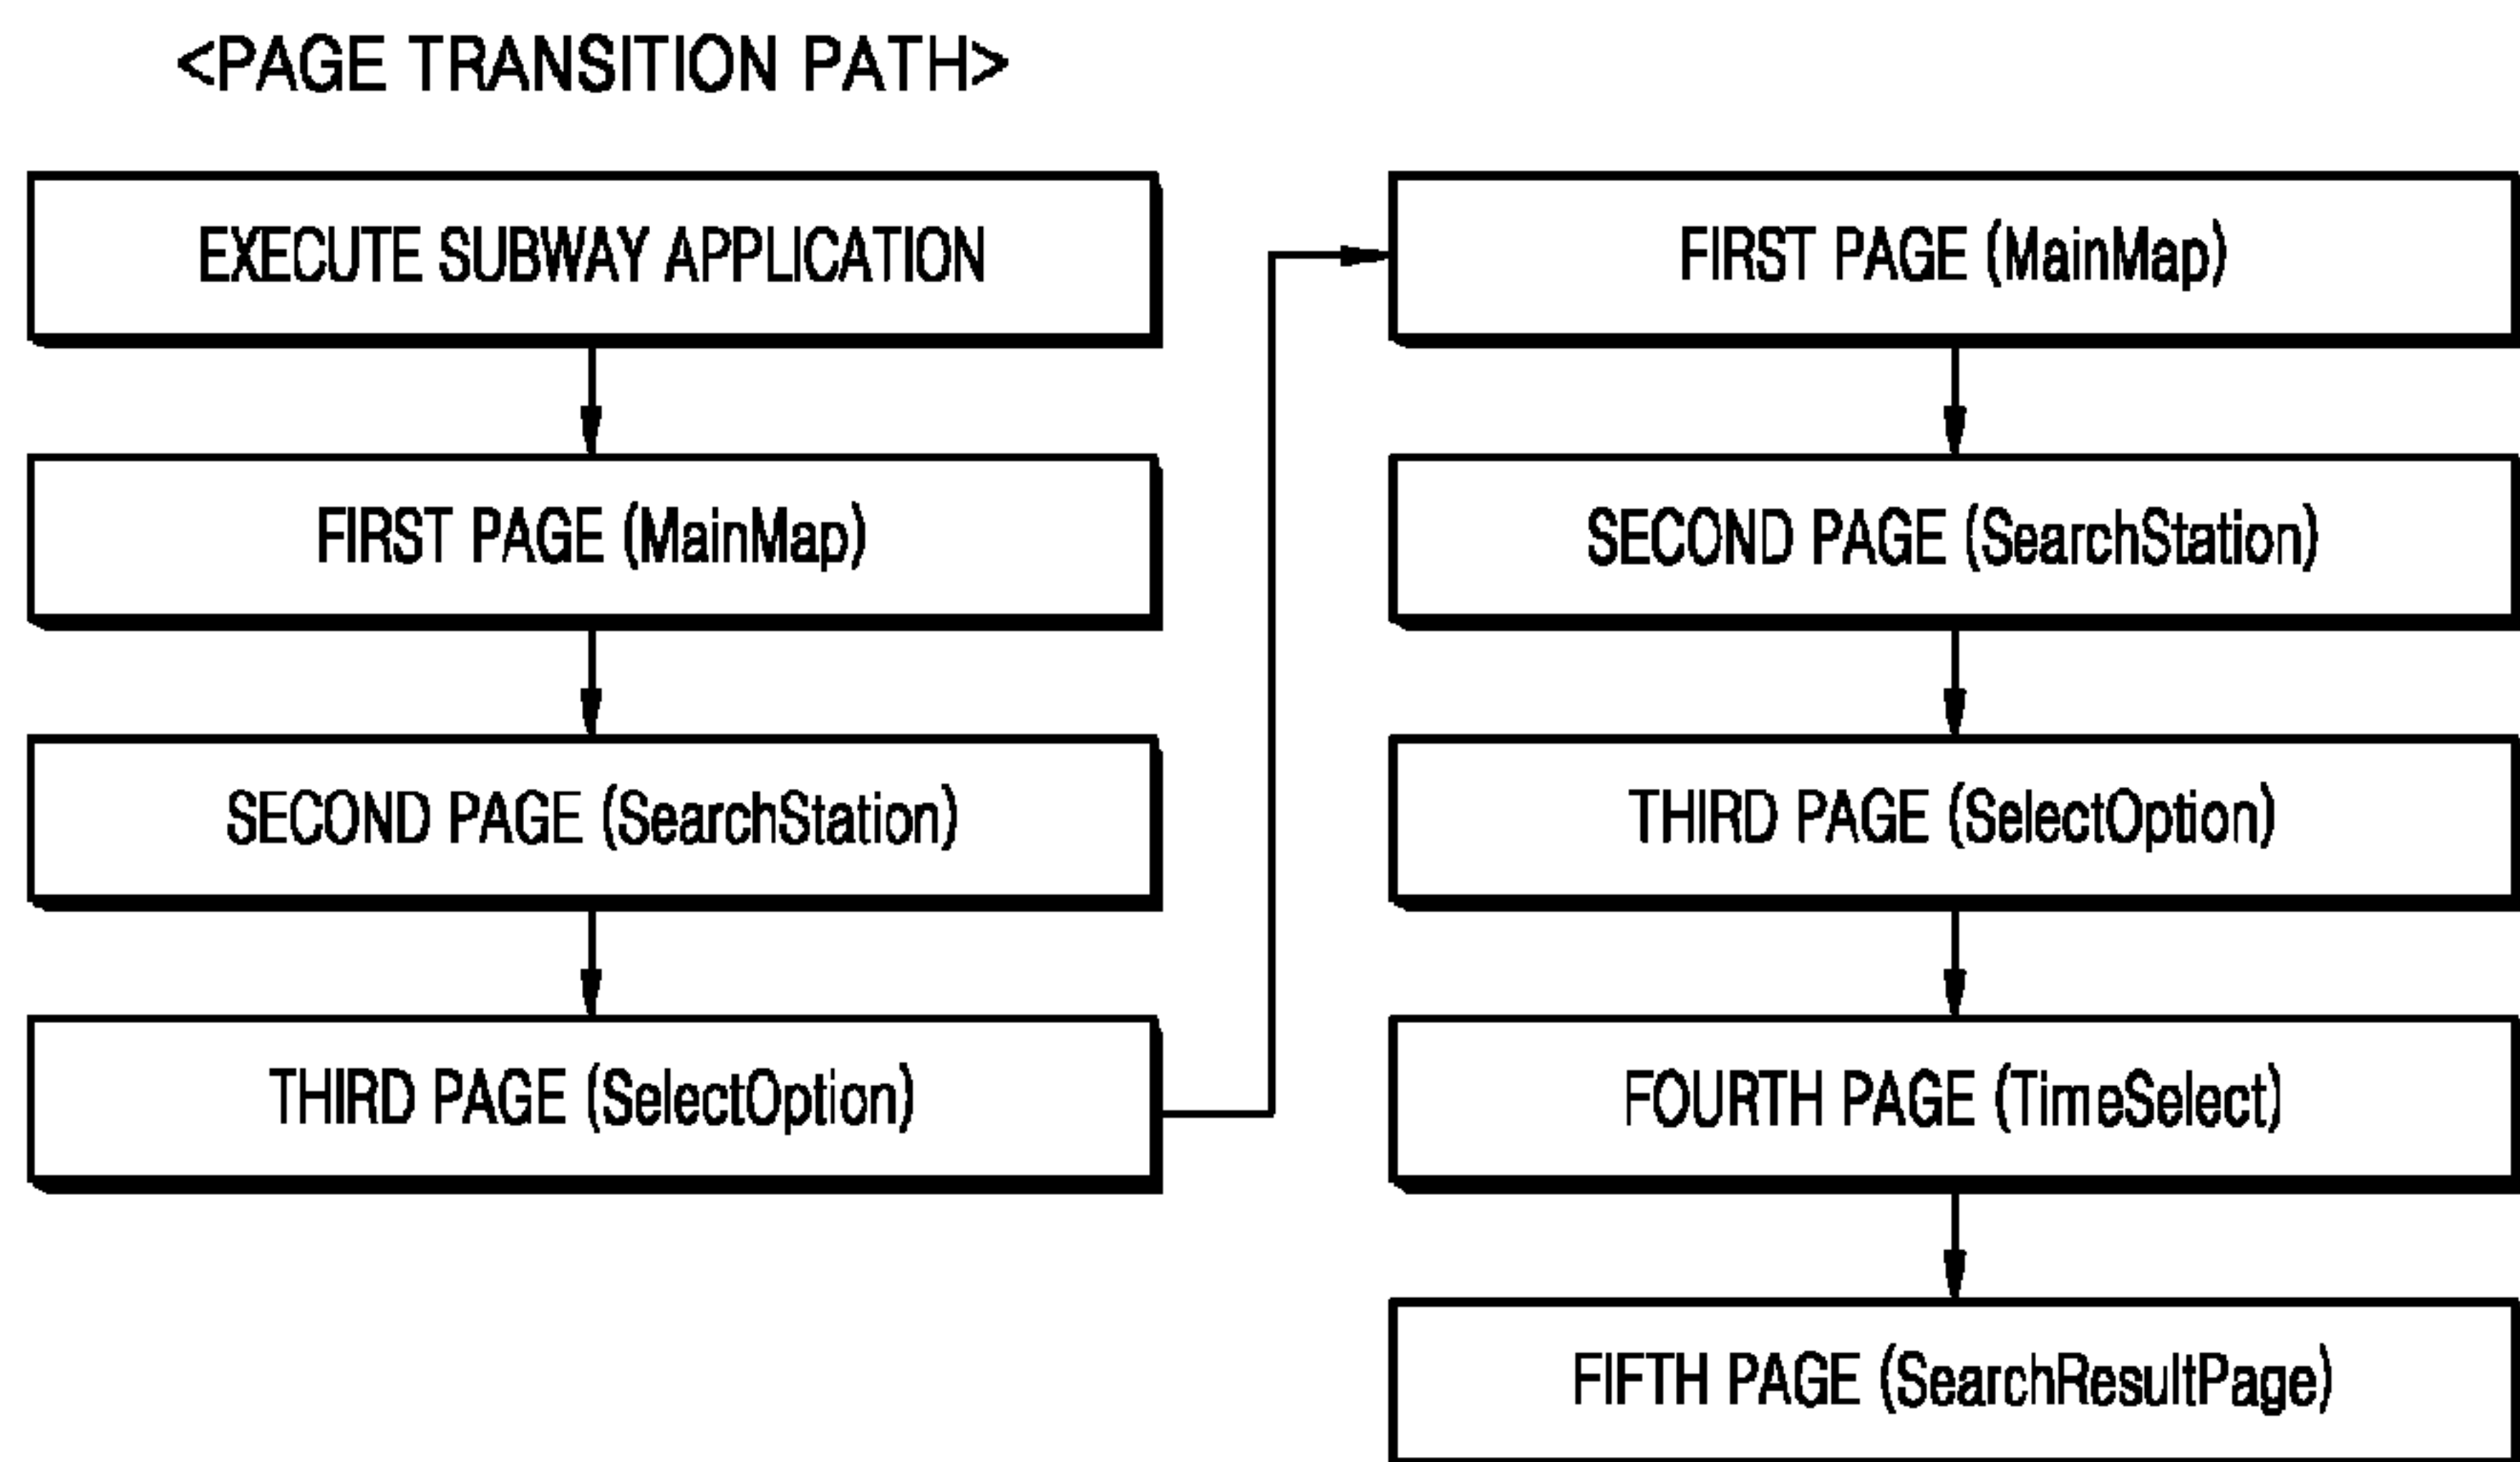 <PAGE TRANSITION PATH>
EXECUTE SUBWAY APPLICATION
FIRST PAGE (MainMap)
SECOND PAGE (SearchStation)
THIRD PAGE (SelectOption)
FIRST PAGE (MainMap)
SECOND PAGE (SearchStation)
THIRD PAGE (SelectOption)
FOURTH PAGE (TimeSelect)
FIFTH PAGE (SearchResultPage)